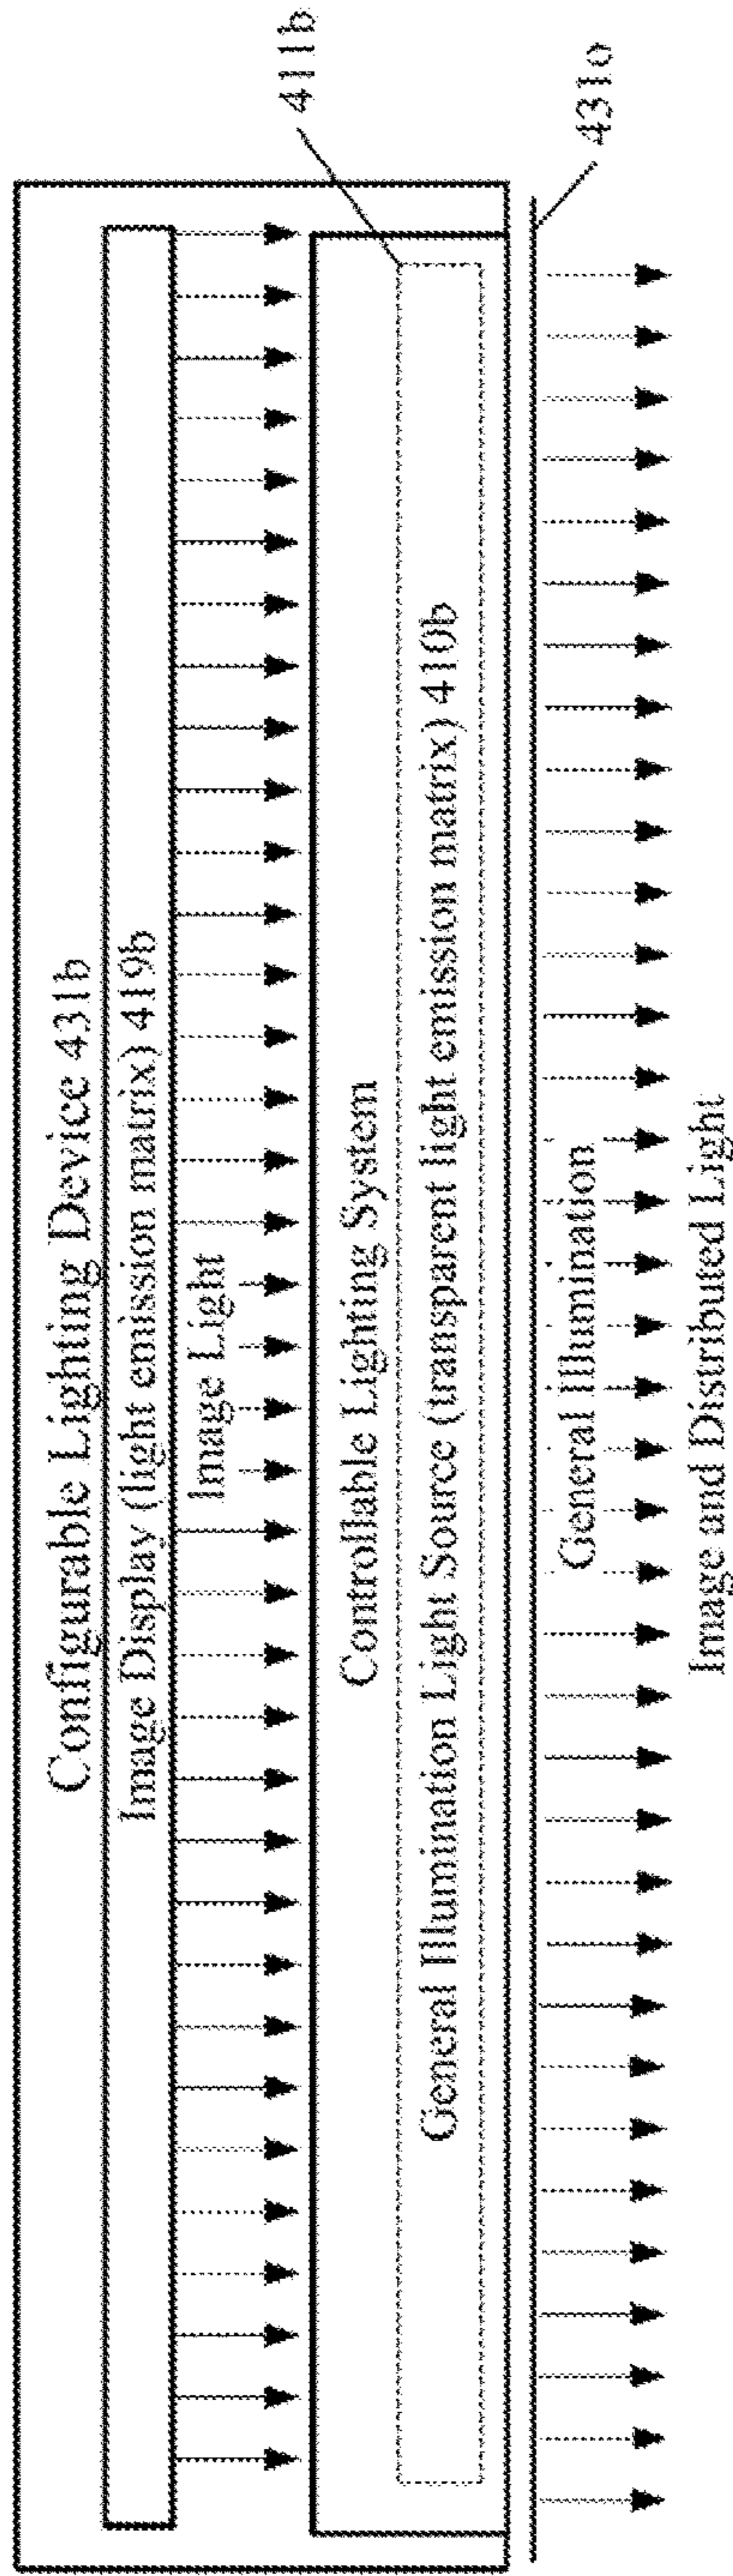 Configurable Lighting Device 431b
Image Display (light emission matrix) 419b
Image Light
411b
Controllable Lighting System
General Illumination Light Source (transparent light emission matrix) 410b
431o
General Illumination
Image and Distributed Light